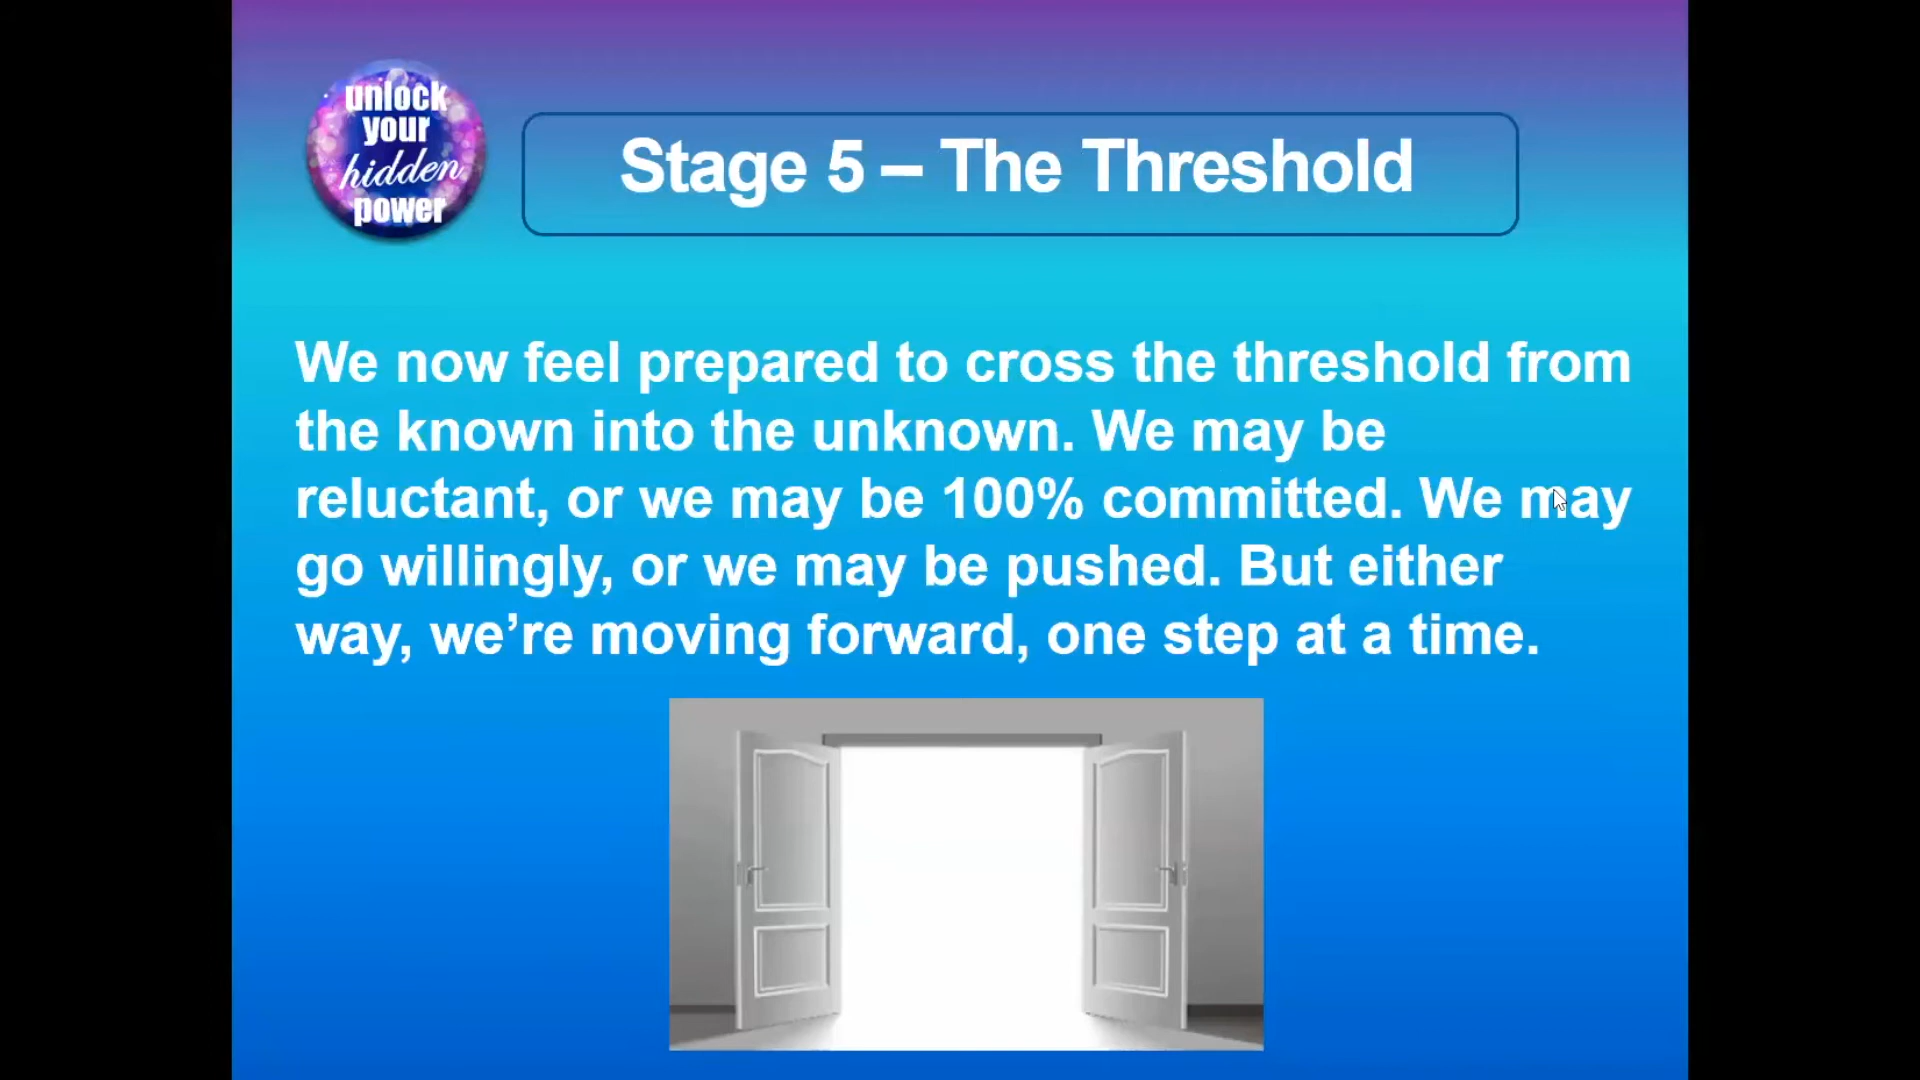 unlock
your
hidden
power
Stage 5 – The Threshold
We now feel prepared to cross the threshold from
the known into the unknown. We may be
reluctant, or we may be 100% committed. We may
go willingly, or we may be pushed. But either
way, we’re moving forward, one step at a time.